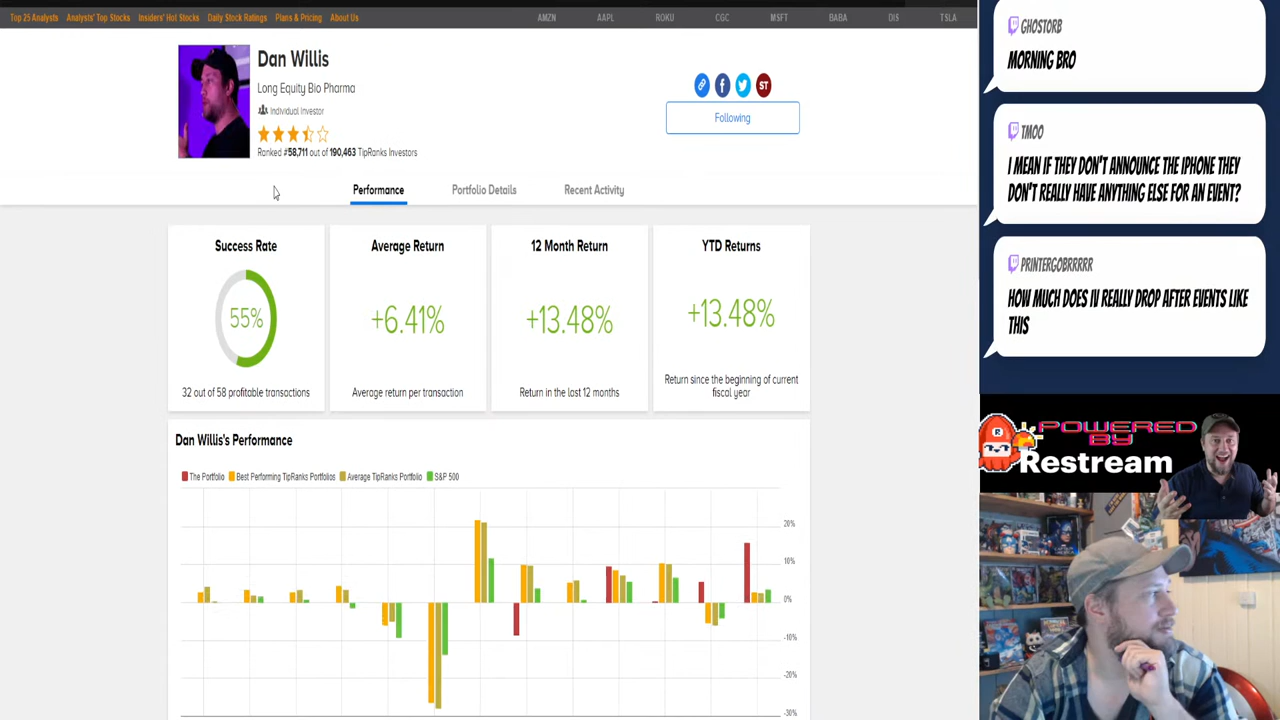 Top 25 Analysts Analysts' Top Stocks Insiders' Hot Stocks Daily Stock Ratings Plans & Pricing About Us AMZN AAPL ROKU CGC MSFT BABA DIS TSLA
Dan Willis
Long Equity Bio Pharma
Individual Investor
Ranked #58,711 out of 190,463 TipRanks Investors
ST
Following
Performance Portfolio Details Recent Activity
Success Rate
55%
32 out of 58 profitable transactions
Average Return
+6.41%
Average return per transaction
12 Month Return
+13.48%
Return in the last 12 months
YTD Returns
+13.48%
Return since the beginning of current
fiscal year
Dan Willis's Performance
The Portfolio Best Performing TipRanks Portfolios Average TipRanks Portfolio S&P 500
20%
10%
0%
-10%
-20%
-30%
GHOSTORB
MORNING BRO
TMOO
I MEAN IF THEY DON'T ANNOUNCE THE IPHONE THEY
DON'T REALLY HAVE ANYTHING ELSE FOR AN EVENT?
PRINTERGOBRRRRR
HOW MUCH DOES IV REALLY DROP AFTER EVENTS LIKE
THIS
POWERED
BY
Restream